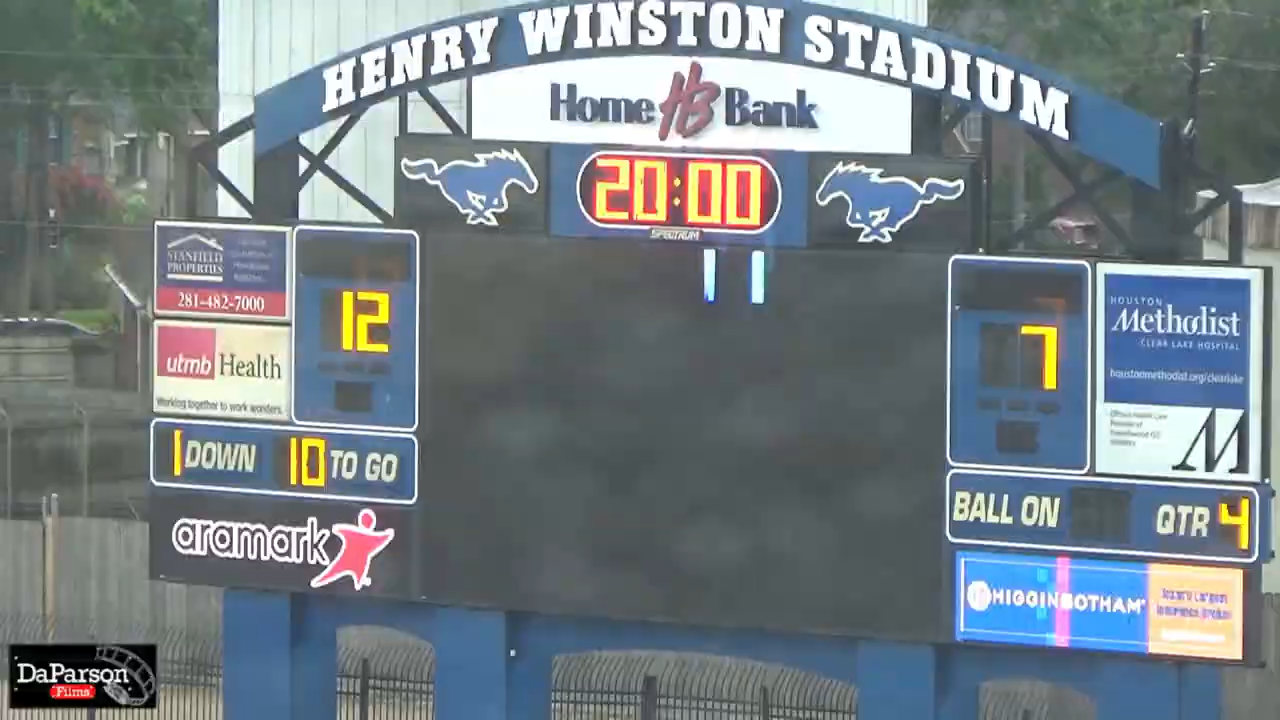 HENRY WINSTON STADIUM
Home HB Bank
20:00
SPECTRUM
STANFIELD
PROPERTIES
281-482-7000
12
utmb Health
Working together to work wonders.
1 DOWN 10 TO GO
aramark
7
HOUSTON
Methodist
CLEAR LAKE HOSPITAL
houstonmethodist.org/clearlake
M
BALL ON QTR 4
HIGGINBOTHAM
DaParson
Films